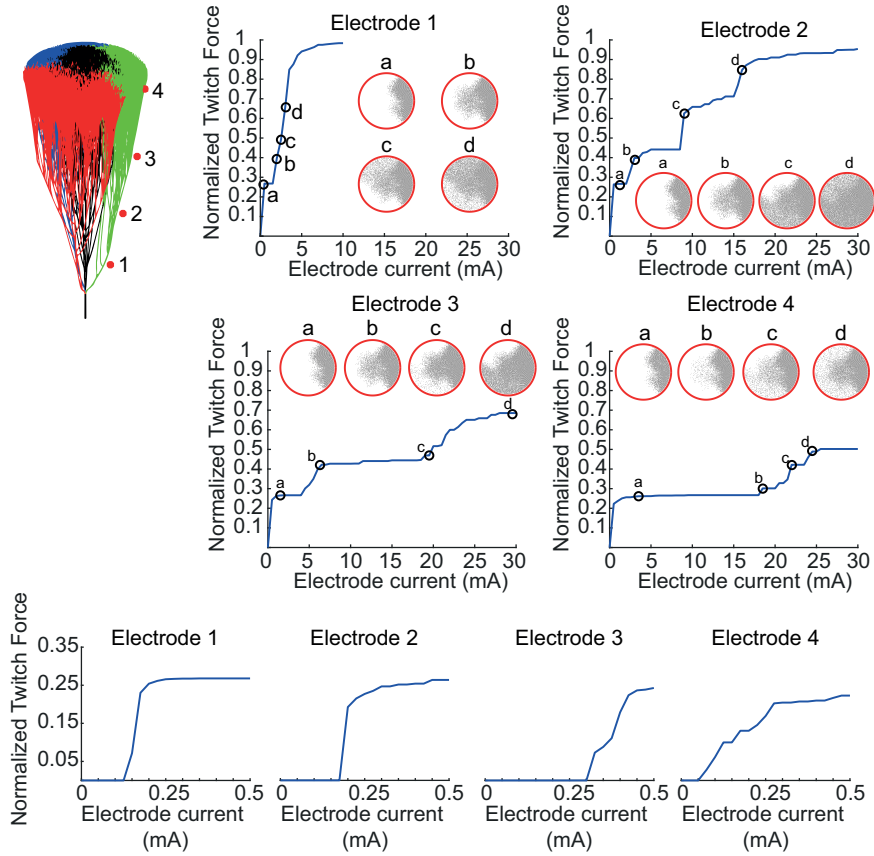 4
3
2
1
Electrode 1
Normalized Twitch Force
1
0.9
0.8
0.7
0.6
0.5
0.4
0.3
0.2
0.1
a b
c d
d
c
b
a
0 5 10 15 20 25 30
Electrode current (mA)
Electrode 2
Normalized Twitch Force
1
0.9
0.8
0.7
0.6
0.5
0.4
0.3
0.2
0.1
d
c
b
a
a b c d
0 5 10 15 20 25 30
Electrode current (mA)
Electrode 3
Normalized Twitch Force
a b c d
1
0.9
0.8
0.7
0.6
0.5
0.4
0.3
0.2
0.1
a
b
c
d
0 5 10 15 20 25 30
Electrode current (mA)
Electrode 4
Normalized Twitch Force
a b c d
1
0.9
0.8
0.7
0.6
0.5
0.4
0.3
0.2
0.1
a
b
c
d
0 5 10 15 20 25 30
Electrode current (mA)
Normalized Twitch Force
0.35
0.25
0.15
0.05
Electrode 1
0 0.25 0.5
Electrode current
(mA)
Electrode 2
0 0.25 0.5
Electrode current
(mA)
Electrode 3
0 0.25 0.5
Electrode current
(mA)
Electrode 4
0 0.25 0.5
Electrode current
(mA)